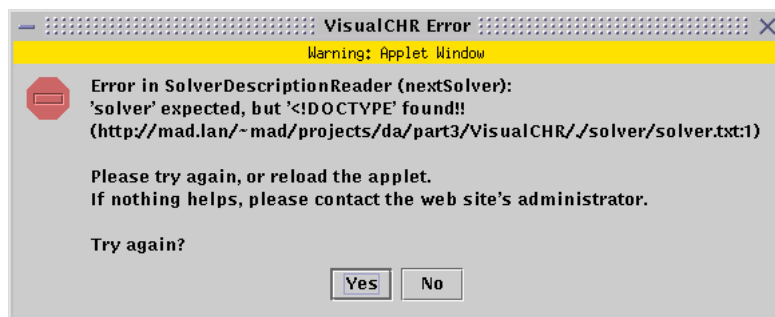 VisualCHR Error
Warning: Applet Window
Error in SolverDescriptionReader (nextSolver):
'solver' expected, but '<!DOCTYPE' found!!
(http://mad.lan/~mad/projects/da/part3/VisualCHR/./solver/solver.txt:1)
Please try again, or reload the applet.
If nothing helps, please contact the web site's administrator.
Try again?
Yes No